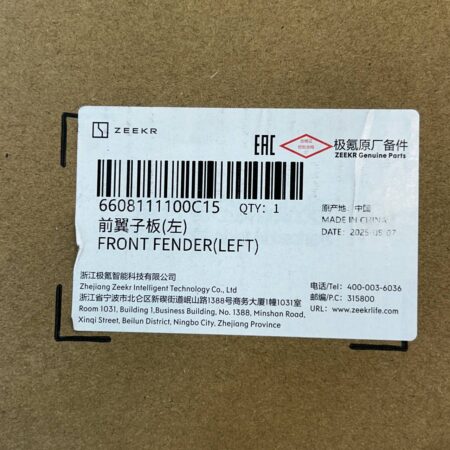 ZEEKR
EAC
极氪原厂备件
ZEEKR Genuine Parts
6608111100C15 QTY: 1
前翼子板(左)
FRONT FENDER(LEFT)
原产地: 中国
MADE IN CHINA
DATE: 2025-05-07
浙江极氪智能科技有限公司
Zhejiang Zeekr Intelligent Technology Co., Ltd
浙江省宁波市北仑区新碶街道岷山路1388号商务大厦1幢1031室
Room 1031, Building 1,Business Building, No. 1388, Minshan Road,
Xinqi Street, Beilun District, Ningbo City, Zhejiang Province
电话/Tel: 400-003-6036
邮编/P.C: 315800
URL: www.zeekrlife.com